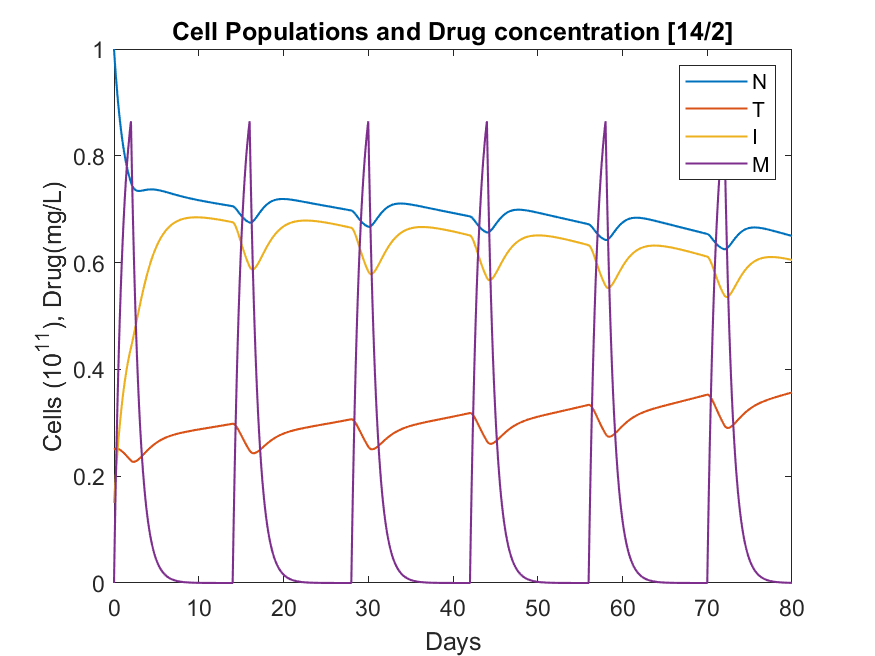 Cell Populations and Drug concentration [14/2]
1
0.8
0.6
0.4
0.2
0
Cells (10^11), Drug(mg/L)
N
T
I
M
0 10 20 30 40 50 60 70 80
Days